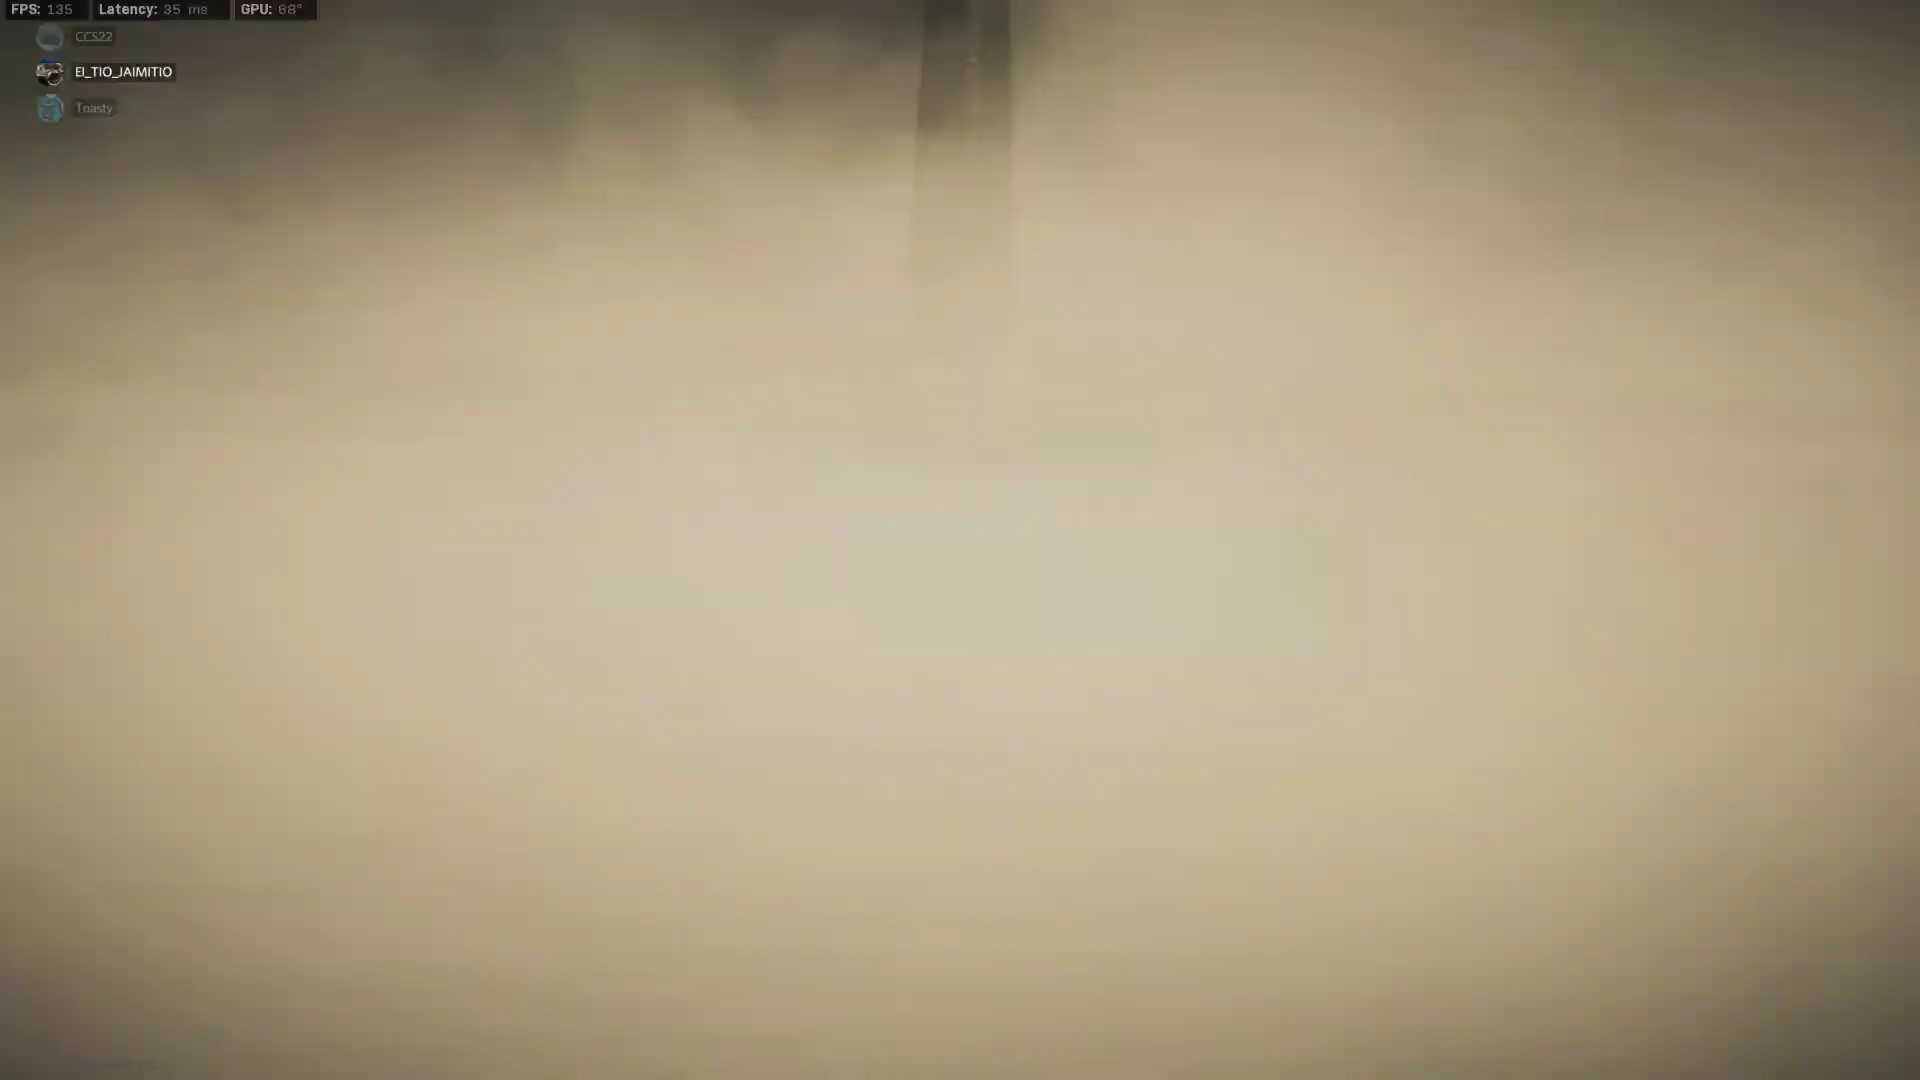 FPS: 135 Latency: 35 ms GPU: 68°
CCS22
El_TIO_JAIMITIO
Toasty